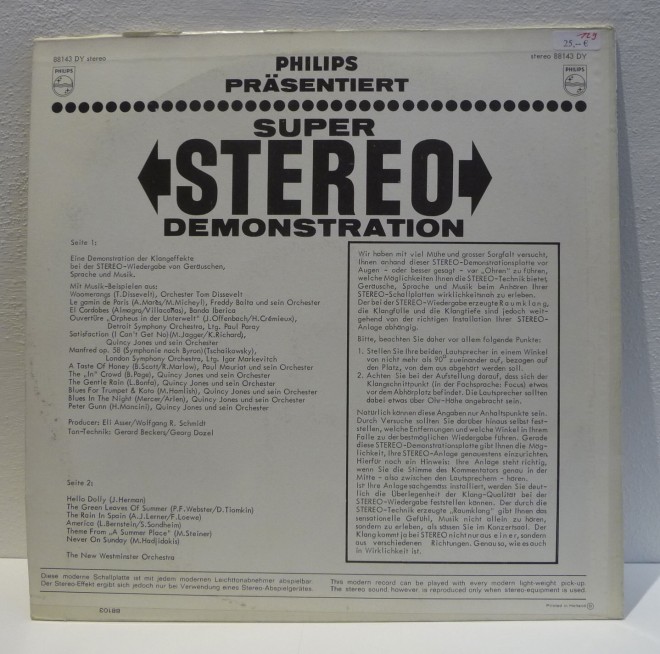 129
25,—€
88143 DY stereo
stereo 88143 DY
PHILIPS
PHILIPS
PHILIPS
PRÄSENTIERT
SUPER
STEREO
DEMONSTRATION
Seite 1:
Eine Demonstration der Klangeffekte
bei der STEREO-Wiedergabe von Geräuschen,
Sprache und Musik.
Mit Musik-Beispielen aus:
Woomerangs (T.Dissevelt), Orchester Tom Dissevelt
Le gamin de Paris (A.Marès/M.Micheyl), Freddy Balta und sein Orchester
El Cordobes (Almagro/Villacañas), Banda Iberica
Ouvertüre „Orpheus in der Unterwelt" (J.Offenbach/H.Crémieux),
Detroit Symphony Orchestra, Ltg. Paul Paray
Satisfaction (I Can't Get No)(M.Jagger/K.Richard),
Quincy Jones und sein Orchester
Manfred op. 58 (Symphonie nach Byron)(Tschaikowsky),
London Symphony Orchestra, Ltg. Igor Markevitch
A Taste Of Honey (B.Scott/R.Marlow), Paul Mauriat und sein Orchester
The „In" Crowd (B.Page), Quincy Jones und sein Orchester
The Gentle Rain (L.Bonfa), Quincy Jones und sein Orchester
Blues For Trumpet & Koto (M.Hamlish), Quincy Jones und sein Orchester
Blues In The Night (Mercer/Arlen), Quincy Jones und sein Orchester
Peter Gunn (H.Mancini), Quincy Jones und sein Orchester
Producer: Eli Asser/Wolfgang R. Schmidt
Ton-Technik: Gerard Beckers/Georg Dozel
Seite 2:
Hello Dolly (J.Herman)
The Green Leaves Of Summer (P.F.Webster/D.Tiomkin)
The Rain In Spain (A.J.Lerner/F.Loewe)
America (L.Bernstein/S.Sondheim)
Theme From „A Summer Place" (M.Steiner)
Never On Sunday (M.Hadjidakis)
The New Westminster Orchestra
Wir haben mit viel Mühe und grosser Sorgfalt versucht,
Ihnen anhand dieser STEREO-Demonstrationsplatte vor
Augen – oder besser gesagt – vor „Ohren" zu führen,
welche Möglichkeiten Ihnen die STEREO-Technik bietet,
Geräusche, Sprache und Musik beim Anhören Ihrer
STEREO-Schallplatten wirklichkeitsnah zu erleben.
Der bei der STEREO-Wiedergabe erzeugte Raumklang,
die Klangfülle und die Klangtiefe sind jedoch weit-
gehend von der richtigen Installation Ihrer STEREO-
Anlage abhängig.
Bitte, beachten Sie daher vor allem folgende Punkte:
1. Stellen Sie Ihre beiden Lautsprecher in einem Winkel
von nicht mehr als 90° zueinander auf, bezogen auf
den Platz, von dem aus abgehört werden soll.
2. Achten Sie bei der Aufstellung darauf, dass sich der
Klangschnittpunkt (in der Fachsprache: Focus) etwas
vor dem Abhörplatz befindet. Die Lautsprecher sollten
dabei etwas über Ohr-Höhe angebracht sein.
Natürlich können diese Angaben nur Anhaltspunkte sein.
Durch Versuche sollten Sie darüber hinaus selbst fest-
stellen, welche Entfernungen und welche Winkel in Ihrem
Falle zu der bestmöglichen Wiedergabe führen. Gerade
diese STEREO-Demonstrationsplatte gibt Ihnen die Mög-
lichkeit, Ihre STEREO-Anlage genauestens einzurichten.
Hierfür noch ein Hinweis: Ihre Anlage steht richtig,
wenn Sie die Stimme des Kommentators genau in der
Mitte – also zwischen den Lautsprechern – hören.
Ist Ihre Anlage sachgemäss installiert, werden Sie deut-
lich die Überlegenheit der Klang-Qualität bei der
STEREO-Wiedergabe feststellen können. Der durch die
STEREO-Technik erzeugte „Raumklang" gibt Ihnen das
sensationelle Gefühl, Musik nicht allein zu hören,
sondern zu erleben, als sässen Sie im Konzertsaal. Der
Klang kommt ja bei STEREO nicht nur aus einer, sondern
aus verschiedenen Richtungen. Genau so, wie es auch
in Wirklichkeit ist.
Diese moderne Schallplatte ist mit jedem modernen Leichttonabnehmer abspielbar.
Der Stereo-Effekt ergibt sich jedoch nur bei Verwendung eines Stereo-Abspielgerätes.
This modern record can be played with every modern light-weight pick-up.
The stereo sound however is reproduced only when stereo-equipment is used
88103
Printed in Holland